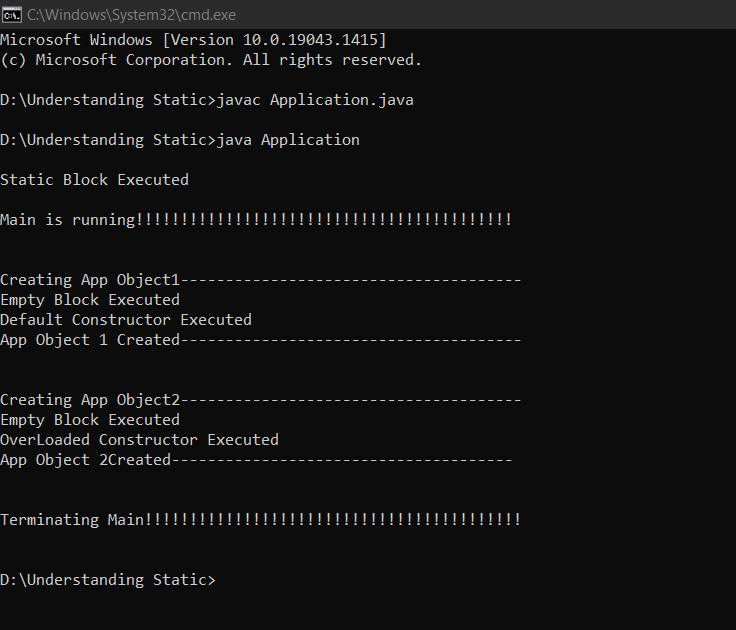 C:\Windows\System32\cmd.exe
Microsoft Windows [Version 10.0.19043.1415]
(c) Microsoft Corporation. All rights reserved.
D:\Understanding Static>javac Application.java
D:\Understanding Static>java Application
Static Block Executed
Main is running!!!!!!!!!!!!!!!!!!!!!!!!!!!!!!!!!!!!!!!!!!
Creating App Object1--------------------------------------
Empty Block Executed
Default Constructor Executed
App Object 1 Created--------------------------------------
Creating App Object2--------------------------------------
Empty Block Executed
OverLoaded Constructor Executed
App Object 2Created--------------------------------------
Terminating Main!!!!!!!!!!!!!!!!!!!!!!!!!!!!!!!!!!!!!!!!!!
D:\Understanding Static>